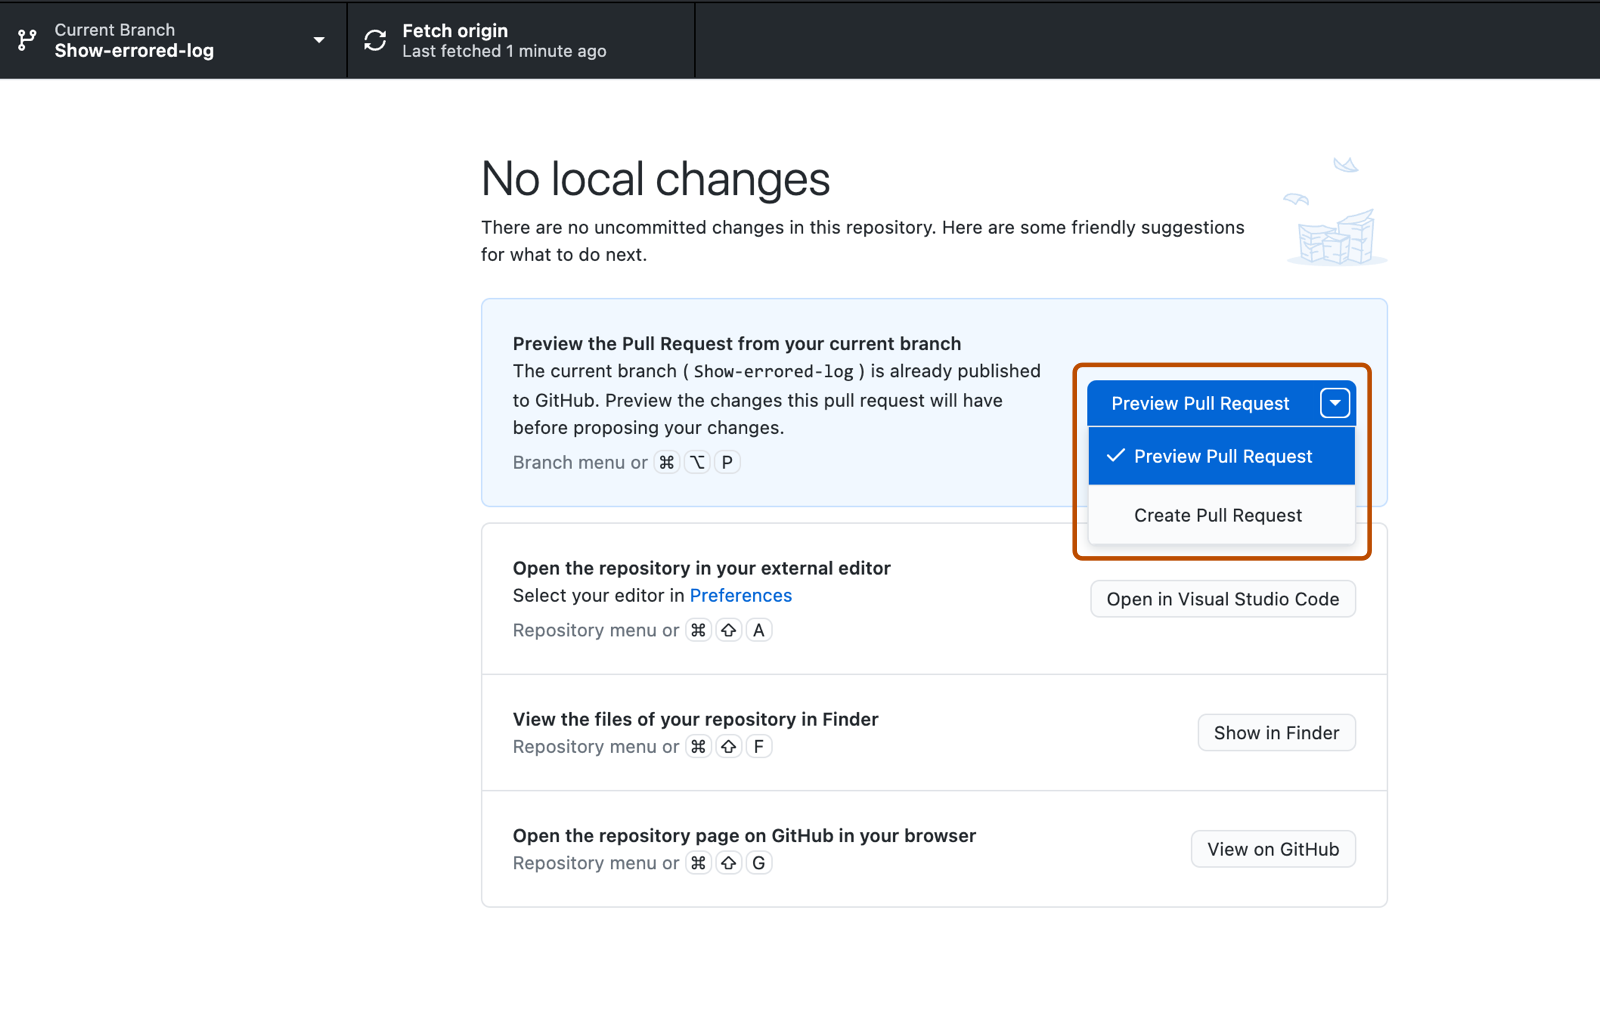 Current Branch
Show-errored-log
Fetch origin
Last fetched 1 minute ago
No local changes
There are no uncommitted changes in this repository. Here are some friendly suggestions
for what to do next.
Preview the Pull Request from your current branch
The current branch ( Show-errored-log ) is already published
to GitHub. Preview the changes this pull request will have
before proposing your changes.
Branch menu or ⌘ ⌥ P
Preview Pull Request
✓ Preview Pull Request
Create Pull Request
Open the repository in your external editor
Select your editor in Preferences
Repository menu or ⌘ ⇧ A
Open in Visual Studio Code
View the files of your repository in Finder
Repository menu or ⌘ ⇧ F
Show in Finder
Open the repository page on GitHub in your browser
Repository menu or ⌘ ⇧ G
View on GitHub